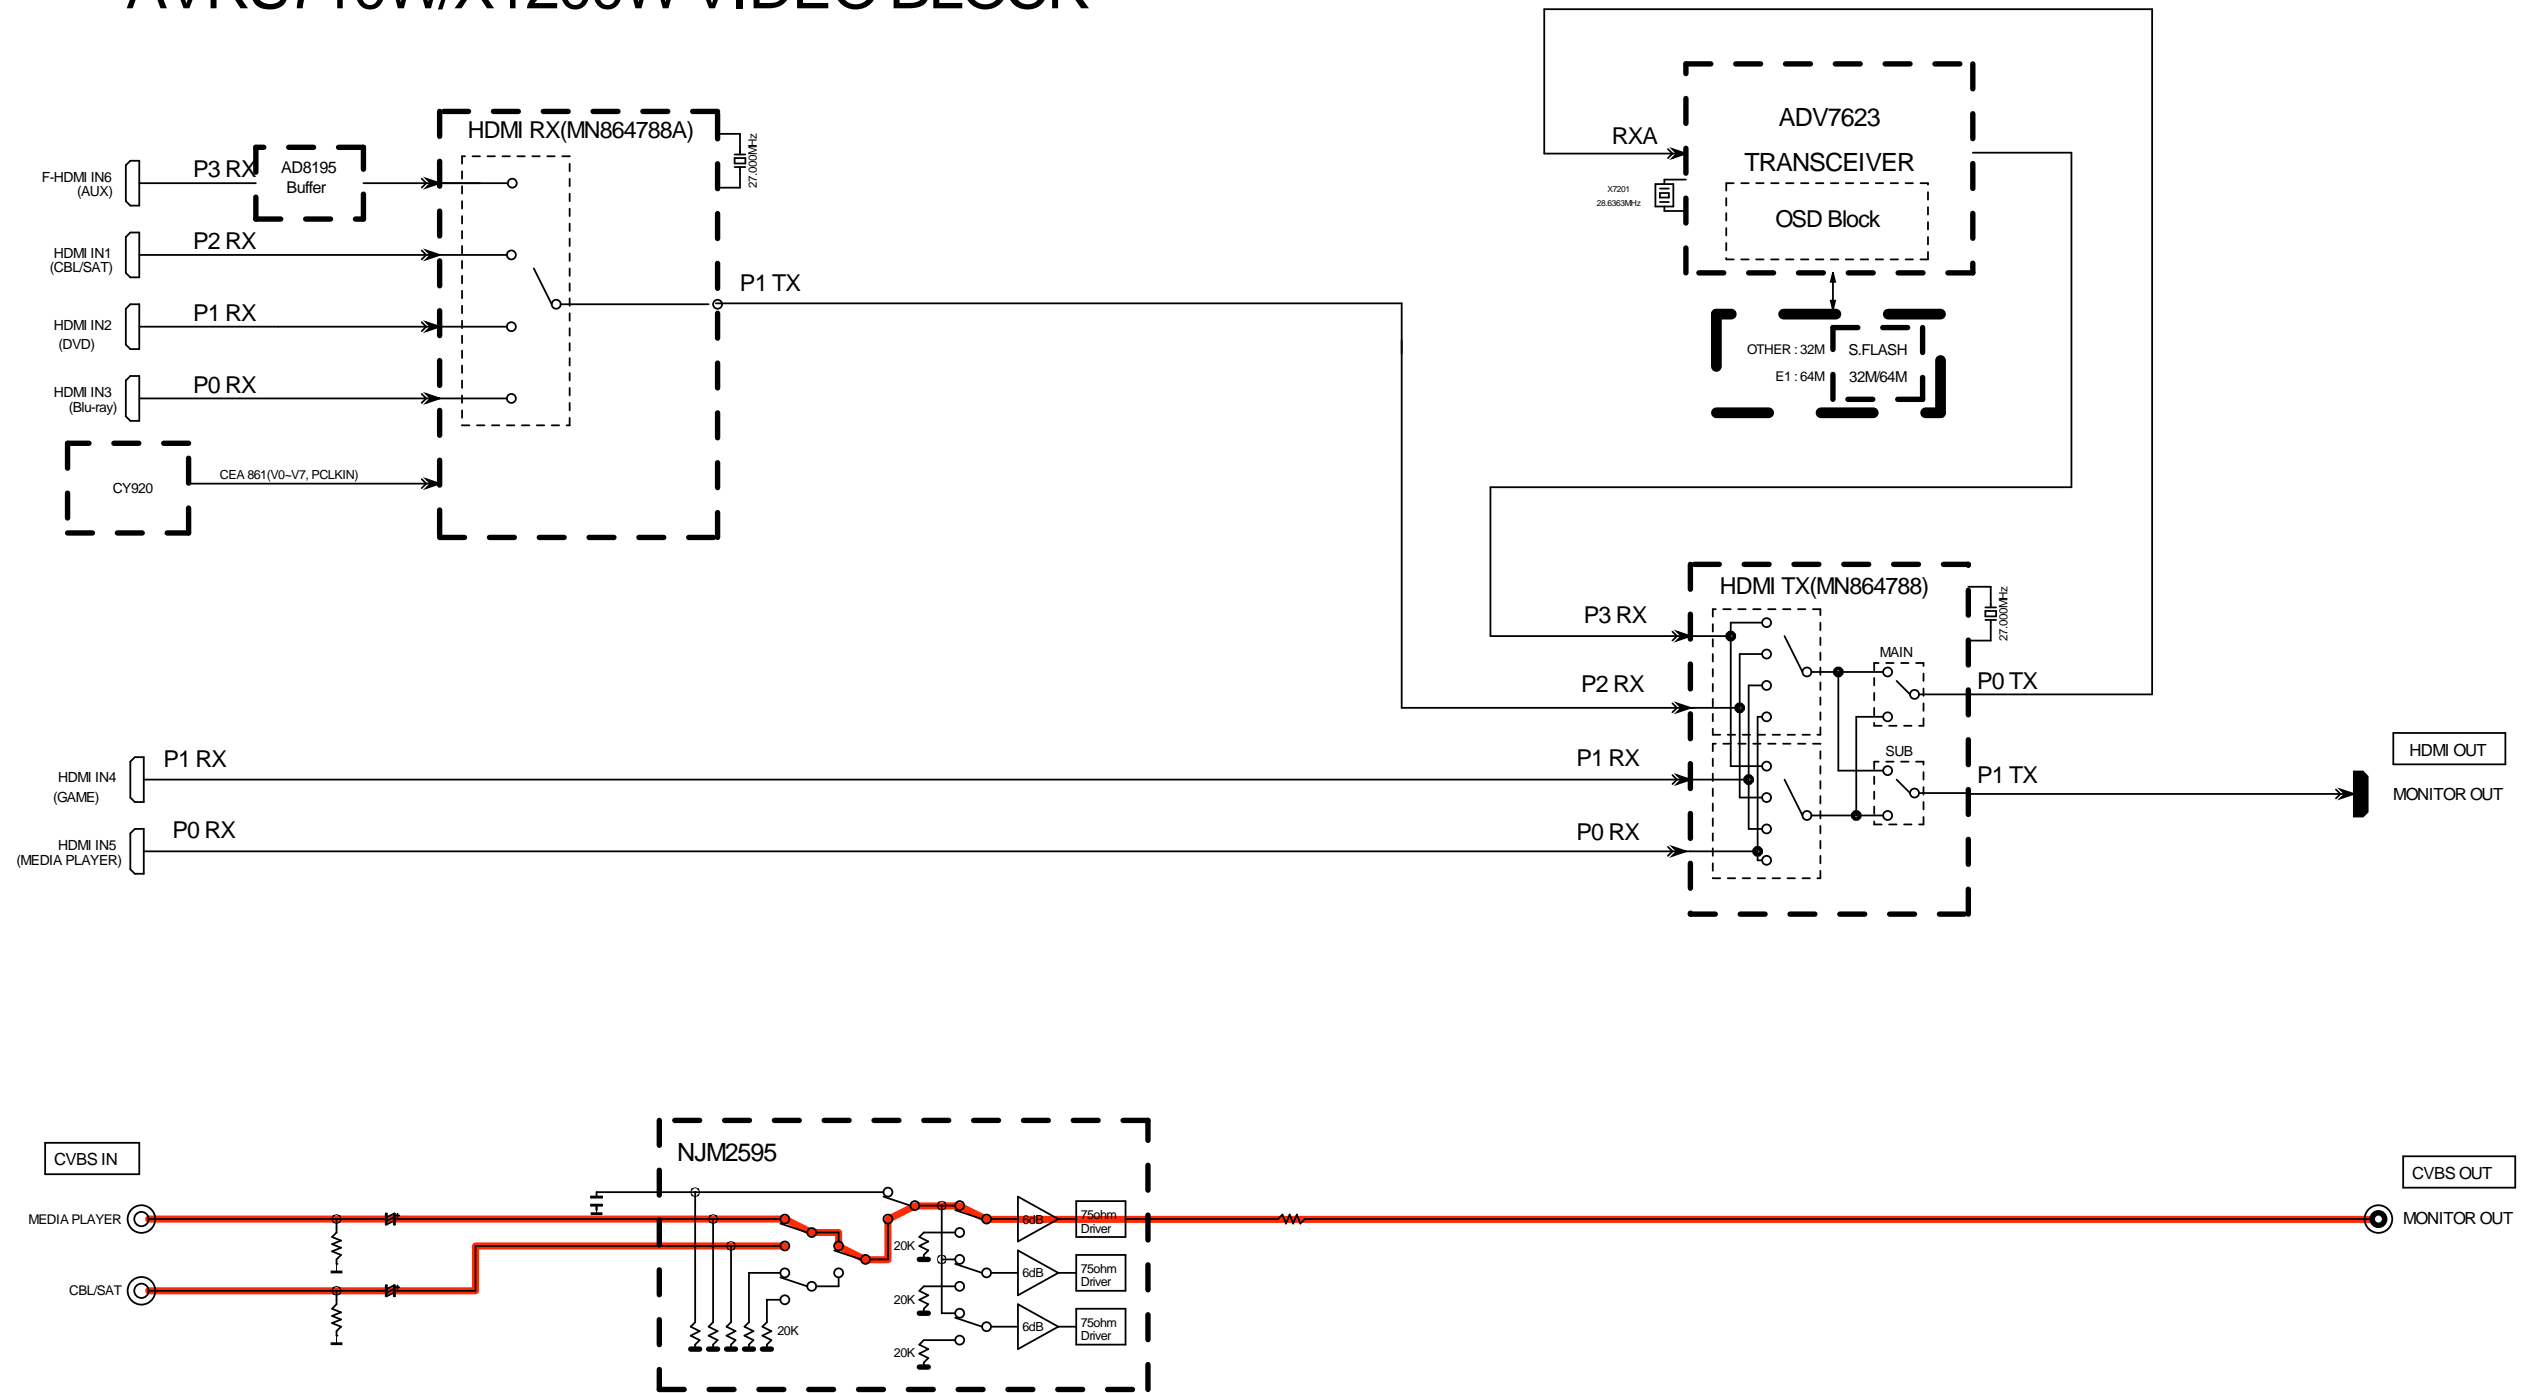 VIDEO BLOCK
HDMI RX(MN864788A)
27.000MHz
F-HDMI IN6
(AUX)
P3 RX
AD8195
Buffer
HDMI IN1
(CBL/SAT)
P2 RX
HDMI IN2
(DVD)
P1 RX
HDMI IN3
(Blu-ray)
P0 RX
CY920
CEA 861(V0~V7, PCLKIN)
P1 TX
RXA
X7201
28.6363MHz
ADV7623
TRANSCEIVER
OSD Block
OTHER : 32M
E1 : 64M
S.FLASH
32M/64M
HDMI TX(MN864788)
27.000MHz
P3 RX
P2 RX
P1 RX
P0 RX
MAIN
SUB
P0 TX
P1 TX
HDMI OUT
MONITOR OUT
HDMI IN4
(GAME)
P1 RX
HDMI IN5
(MEDIA PLAYER)
P0 RX
CVBS IN
MEDIA PLAYER
CBL/SAT
NJM2595
20K
20K
20K
20K
6dB
75ohm
Driver
6dB
75ohm
Driver
6dB
75ohm
Driver
CVBS OUT
MONITOR OUT